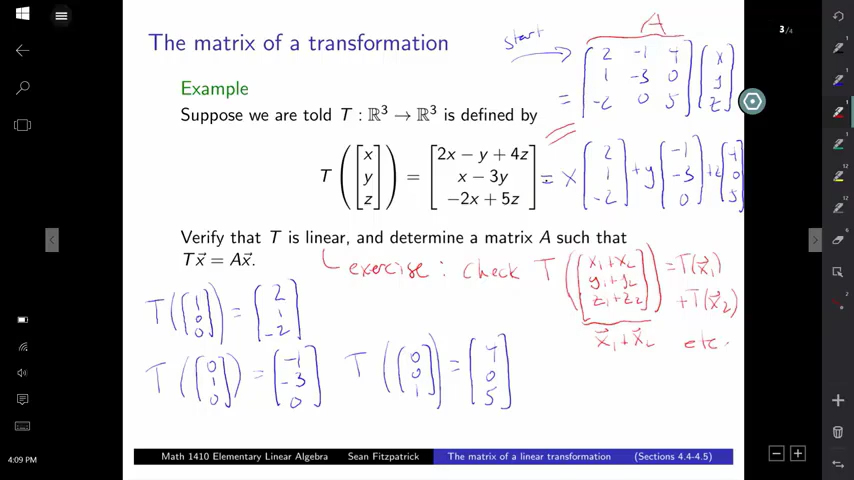 3/4
The matrix of a transformation
start
A
[2 -1 4; 1 -3 0; -2 0 5] [x; y; z]
Example
Suppose we are told T : ℝ³ → ℝ³ is defined by
=
T([x; y; z]) = [2x − y + 4z; x − 3y; −2x + 5z] = x[2; 1; -2] + y[-1; -3; 0] + z[4; 0; 5]
Verify that T is linear, and determine a matrix A such that
Tx⃗ = Ax⃗.
exercise: check T([x₁+x₂; y₁+y₂; z₁+z₂]) = T(x⃗₁) + T(x⃗₂)
x⃗₁+x⃗₂ etc.
T([1; 0; 0]) = [2; 1; -2]
T([0; 1; 0]) = [-1; -3; 0]
T([0; 0; 1]) = [4; 0; 5]
Math 1410 Elementary Linear Algebra Sean Fitzpatrick The matrix of a linear transformation (Sections 4.4-4.5)
4:09 PM